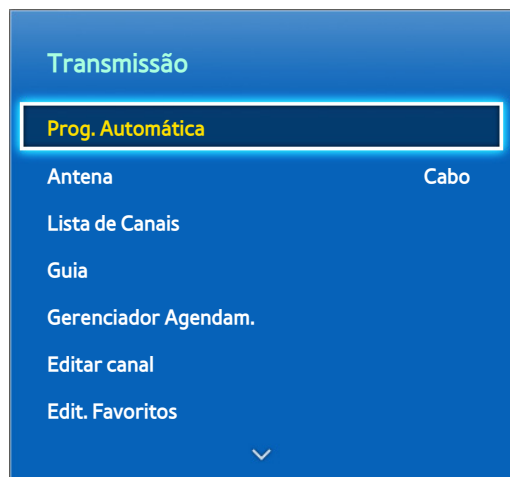 Transmissão
Prog. Automática
Antena Cabo
Lista de Canais
Guia
Gerenciador Agendam.
Editar canal
Edit. Favoritos